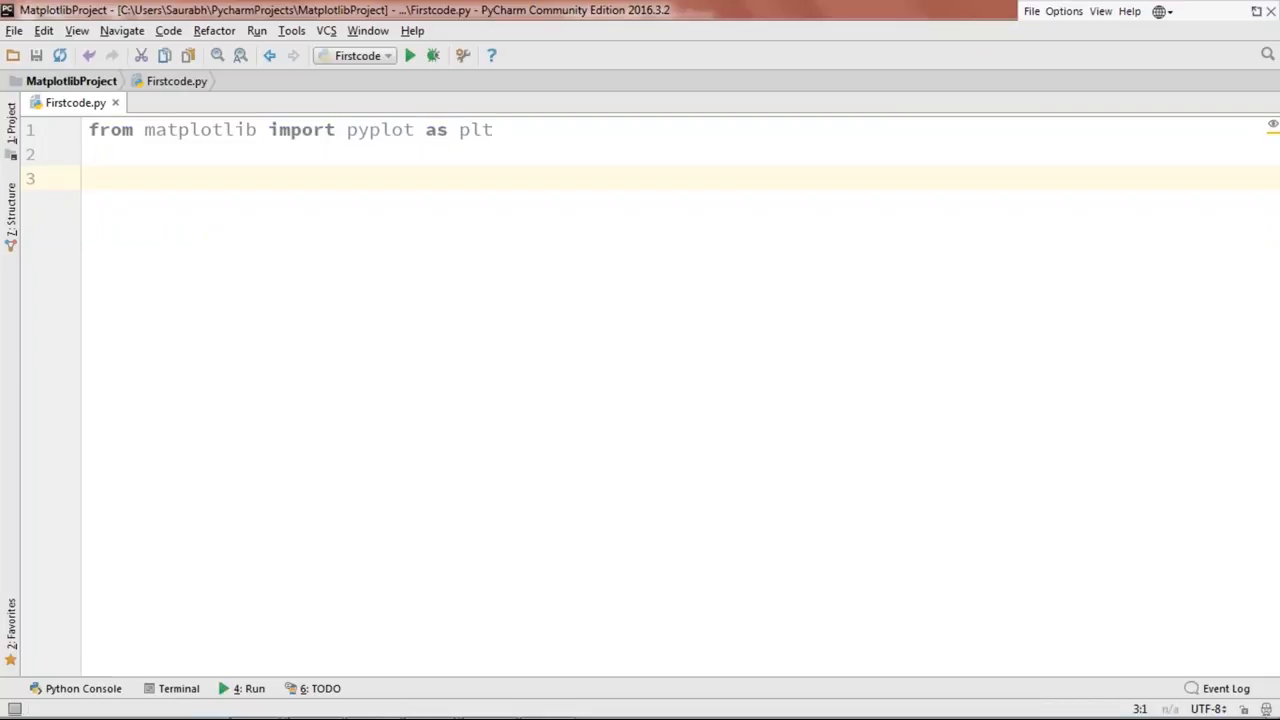 MatplotlibProject - [C:\Users\Saurabh\PycharmProjects\MatplotlibProject] - ...\Firstcode.py - PyCharm Community Edition 2016.3.2
File Options View Help
File Edit View Navigate Code Refactor Run Tools VCS Window Help
Firstcode
MatplotlibProject Firstcode.py
Firstcode.py
1: Project
Z: Structure
2: Favorites
1 from matplotlib import pyplot as plt
2
3
Python Console Terminal 4: Run 6: TODO Event Log
3:1 n/a UTF-8